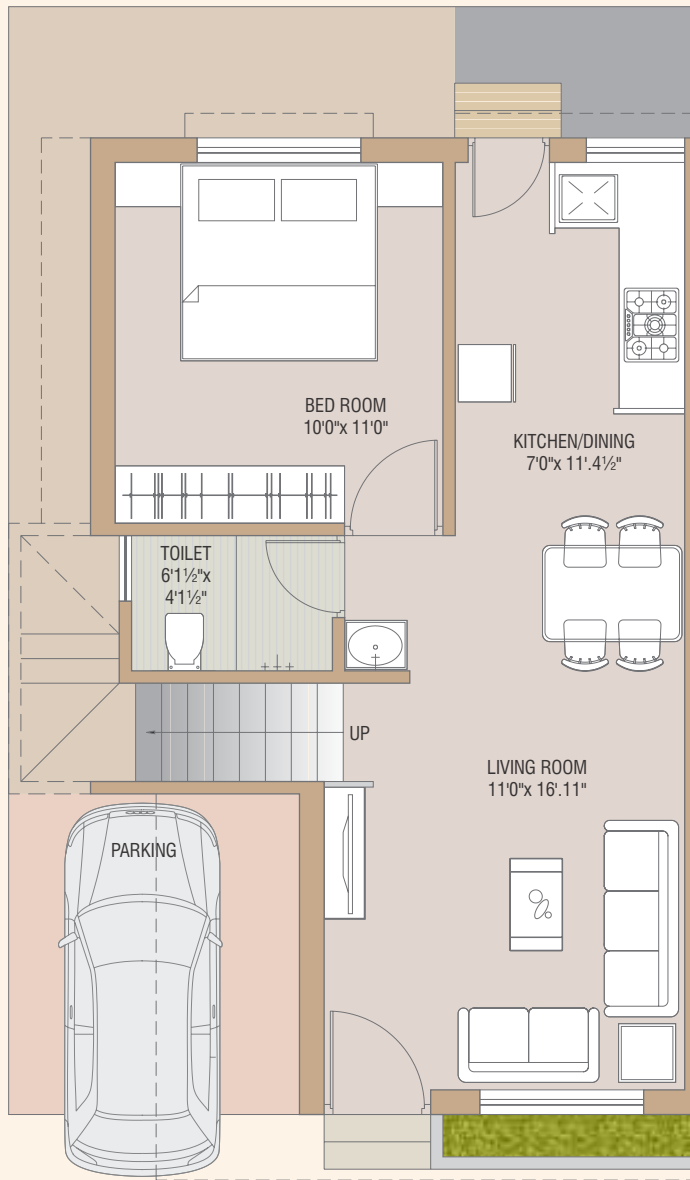 BED ROOM
10'0"x 11'0"
KITCHEN/DINING
7'0"x 11'.4½"
TOILET
6'1½"x
4'1½"
UP
LIVING ROOM
11'0"x 16'.11"
PARKING